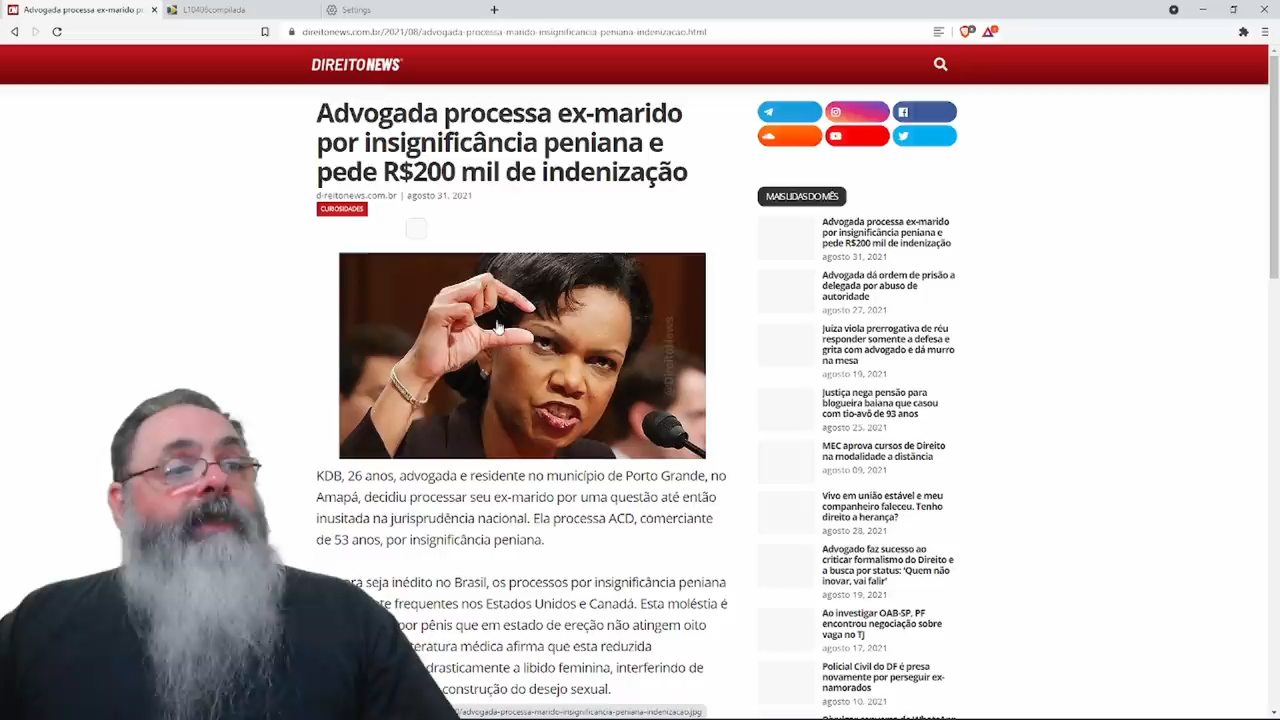 Advogada processa ex-marido p
L10406compilada
Settings
direitonews.com.br/2021/08/advogada-processa-marido-insignificancia-peniana-indenizacao.html
DIREITONEWS
Advogada processa ex-marido
por insignificância peniana e
pede R$200 mil de indenização
direitonews.com.br | agosto 31, 2021
CURIOSIDADES
@DireitoNews
KDB, 26 anos, advogada e residente no município de Porto Grande, no
Amapá, decidiu processar seu ex-marido por uma questão até então
inusitada na jurisprudência nacional. Ela processa ACD, comerciante
de 53 anos, por insignificância peniana.
ra seja inédito no Brasil, os processos por insignificância peniana
te frequentes nos Estados Unidos e Canadá. Esta moléstia é
por pênis que em estado de ereção não atingem oito
teratura médica afirma que esta reduzida
drasticamente a libido feminina, interferindo de
construção do desejo sexual.
/advogada-processa-marido-insignificancia-peniana-indenizacao.jpg
MAIS LIDAS DO MÊS
Advogada processa ex-marido
por insignificância peniana e
pede R$200 mil de indenização
agosto 31, 2021
Advogada dá ordem de prisão a
delegada por abuso de
autoridade
agosto 27, 2021
Juíza viola prerrogativa de réu
responder somente a defesa e
grita com advogado e dá murro
na mesa
agosto 19, 2021
Justiça nega pensão para
blogueira baiana que casou
com tio-avô de 93 anos
agosto 25, 2021
MEC aprova cursos de Direito
na modalidade a distância
agosto 09, 2021
Vivo em união estável e meu
companheiro faleceu. Tenho
direito a herança?
agosto 28, 2021
Advogado faz sucesso ao
criticar formalismo do Direito e
a busca por status: 'Quem não
inovar, vai falir'
agosto 19, 2021
Ao investigar OAB-SP, PF
encontrou negociação sobre
vaga no TJ
agosto 17, 2021
Policial Civil do DF é presa
novamente por perseguir ex-
namorados
agosto 10, 2021